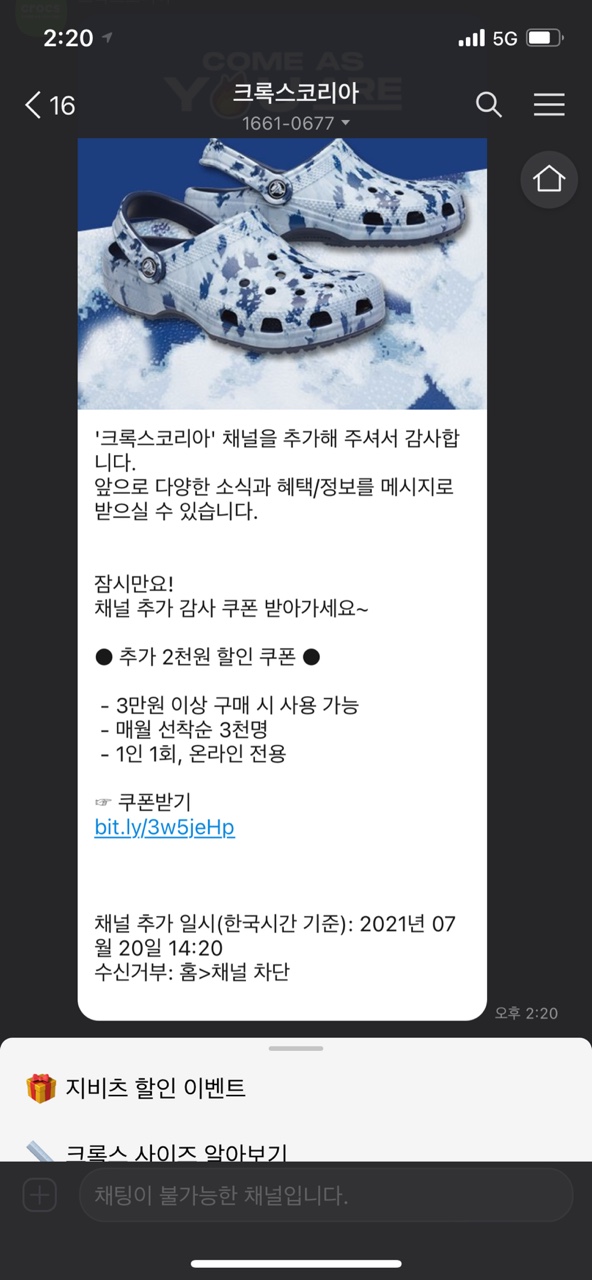 2:20
5G
COME AS
16
크록스코리아
1661-0677
'크록스코리아' 채널을 추가해 주셔서 감사합
니다.
앞으로 다양한 소식과 혜택/정보를 메시지로
받으실 수 있습니다.
잠시만요!
채널 추가 감사 쿠폰 받아가세요~
● 추가 2천원 할인 쿠폰 ●
- 3만원 이상 구매 시 사용 가능
- 매월 선착순 3천명
- 1인 1회, 온라인 전용
☞ 쿠폰받기
bit.ly/3w5jeHp
채널 추가 일시(한국시간 기준): 2021년 07
월 20일 14:20
수신거부: 홈>채널 차단
오후 2:20
🎁 지비츠 할인 이벤트
📏 크록스 사이즈 알아보기
채팅이 불가능한 채널입니다.